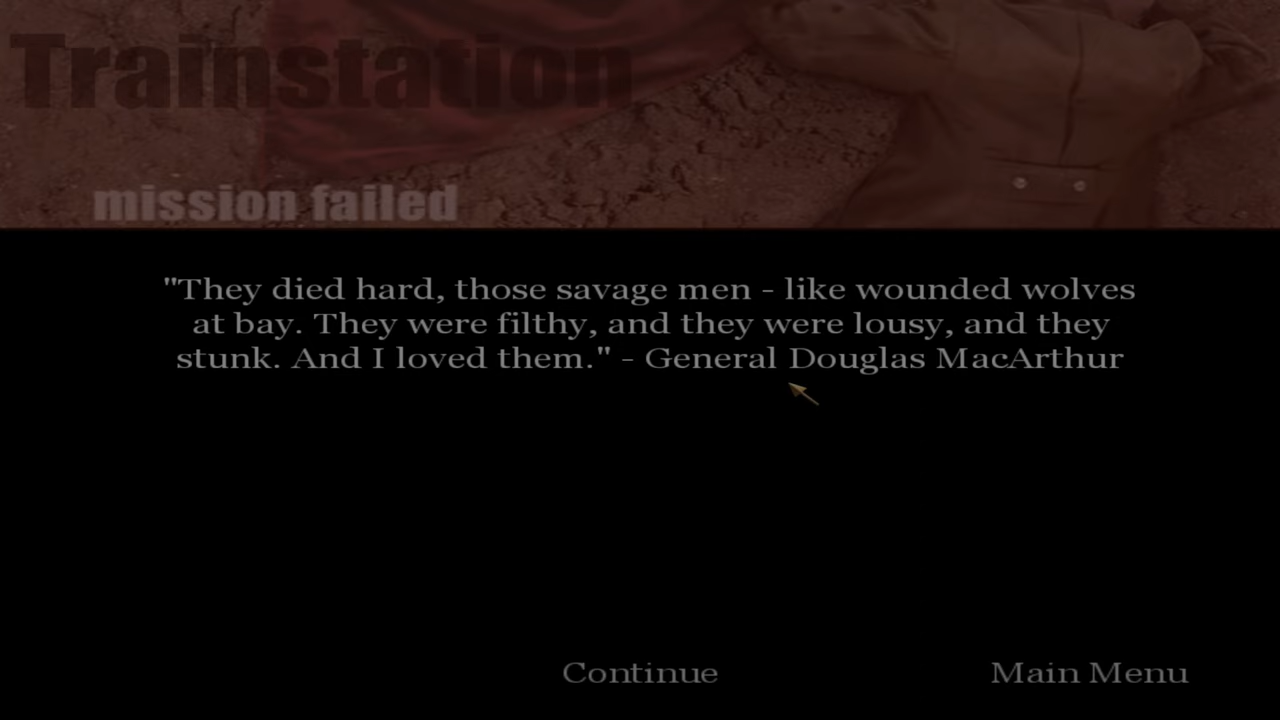 Trainstation
mission failed
"They died hard, those savage men - like wounded wolves
at bay. They were filthy, and they were lousy, and they
stunk. And I loved them." - General Douglas MacArthur
Continue
Main Menu